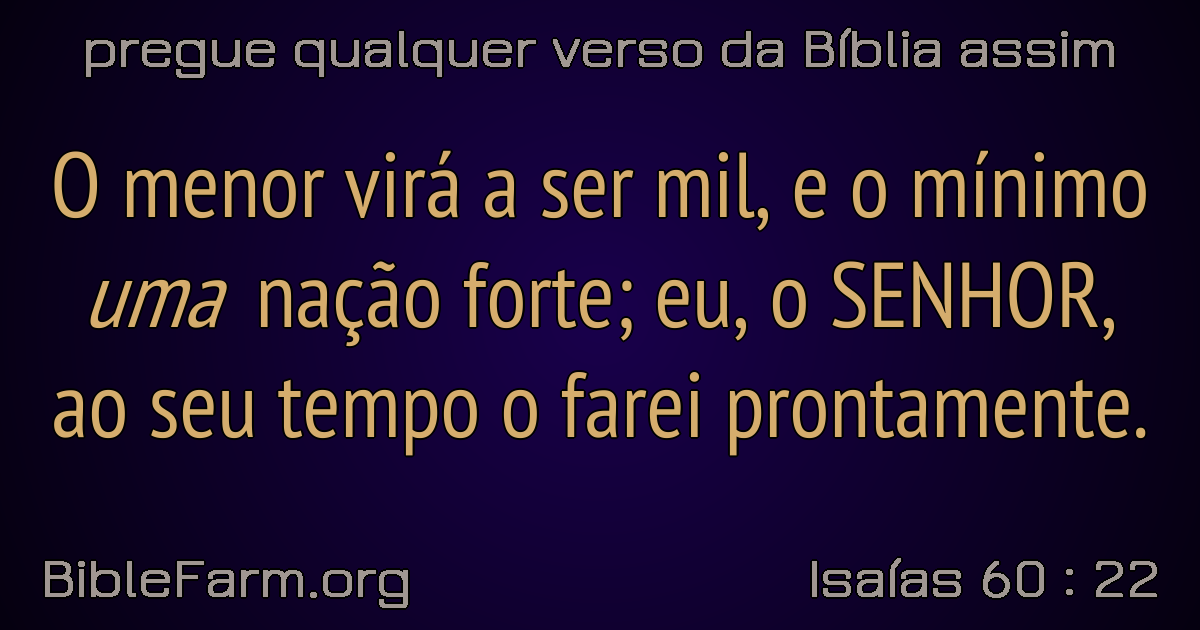 pregue qualquer verso da Bíblia assim
O menor virá a ser mil, e o mínimo
uma nação forte; eu, o SENHOR,
ao seu tempo o farei prontamente.
BibleFarm.org
Isaías 60 : 22